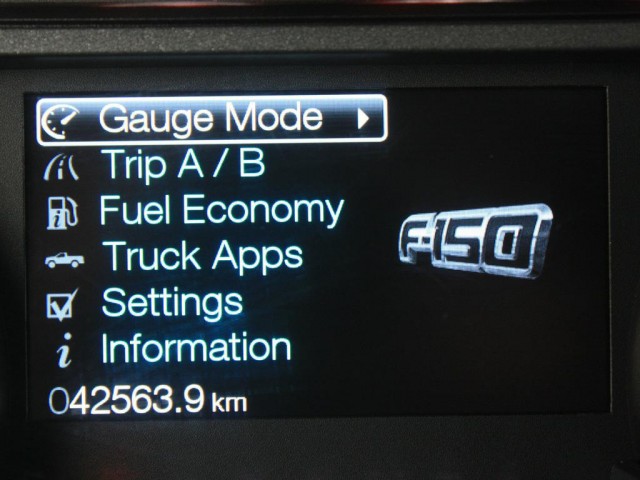 Gauge Mode
Trip A / B
Fuel Economy
Truck Apps
Settings
Information
F-150
042563.9 km